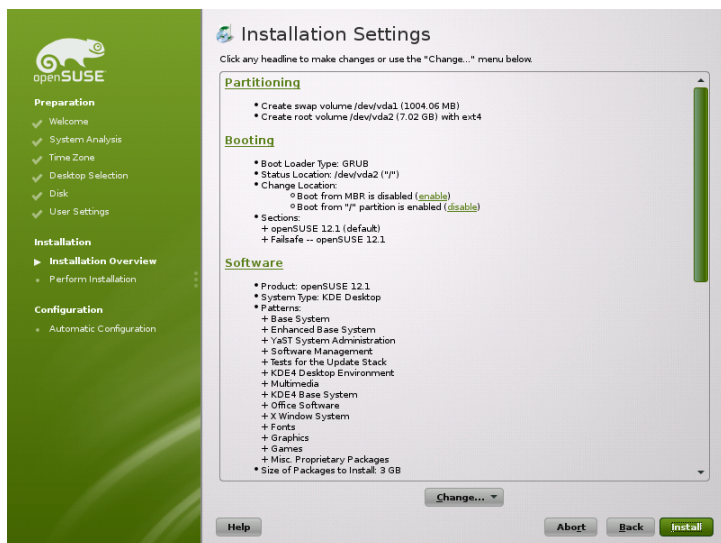 openSUSE
Preparation
Welcome
System Analysis
Time Zone
Desktop Selection
Disk
User Settings
Installation
Installation Overview
Perform Installation
Configuration
Automatic Configuration
Installation Settings
Click any headline to make changes or use the "Change..." menu below.
Partitioning
• Create swap volume /dev/vda1 (1004.06 MB)
• Create root volume /dev/vda2 (7.02 GB) with ext4
Booting
• Boot Loader Type: GRUB
• Status Location: /dev/vda2 ("/")
• Change Location:
○ Boot from MBR is disabled (enable)
○ Boot from "/" partition is enabled (disable)
• Sections:
+ openSUSE 12.1 (default)
+ Failsafe -- openSUSE 12.1
Software
• Product: openSUSE 12.1
• System Type: KDE Desktop
• Patterns:
+ Base System
+ Enhanced Base System
+ YaST System Administration
+ Software Management
+ Tests for the Update Stack
+ KDE4 Desktop Environment
+ Multimedia
+ KDE4 Base System
+ Office Software
+ X Window System
+ Fonts
+ Graphics
+ Games
+ Misc. Proprietary Packages
• Size of Packages to Install: 3 GB
Change...
Help
Abort
Back
Install